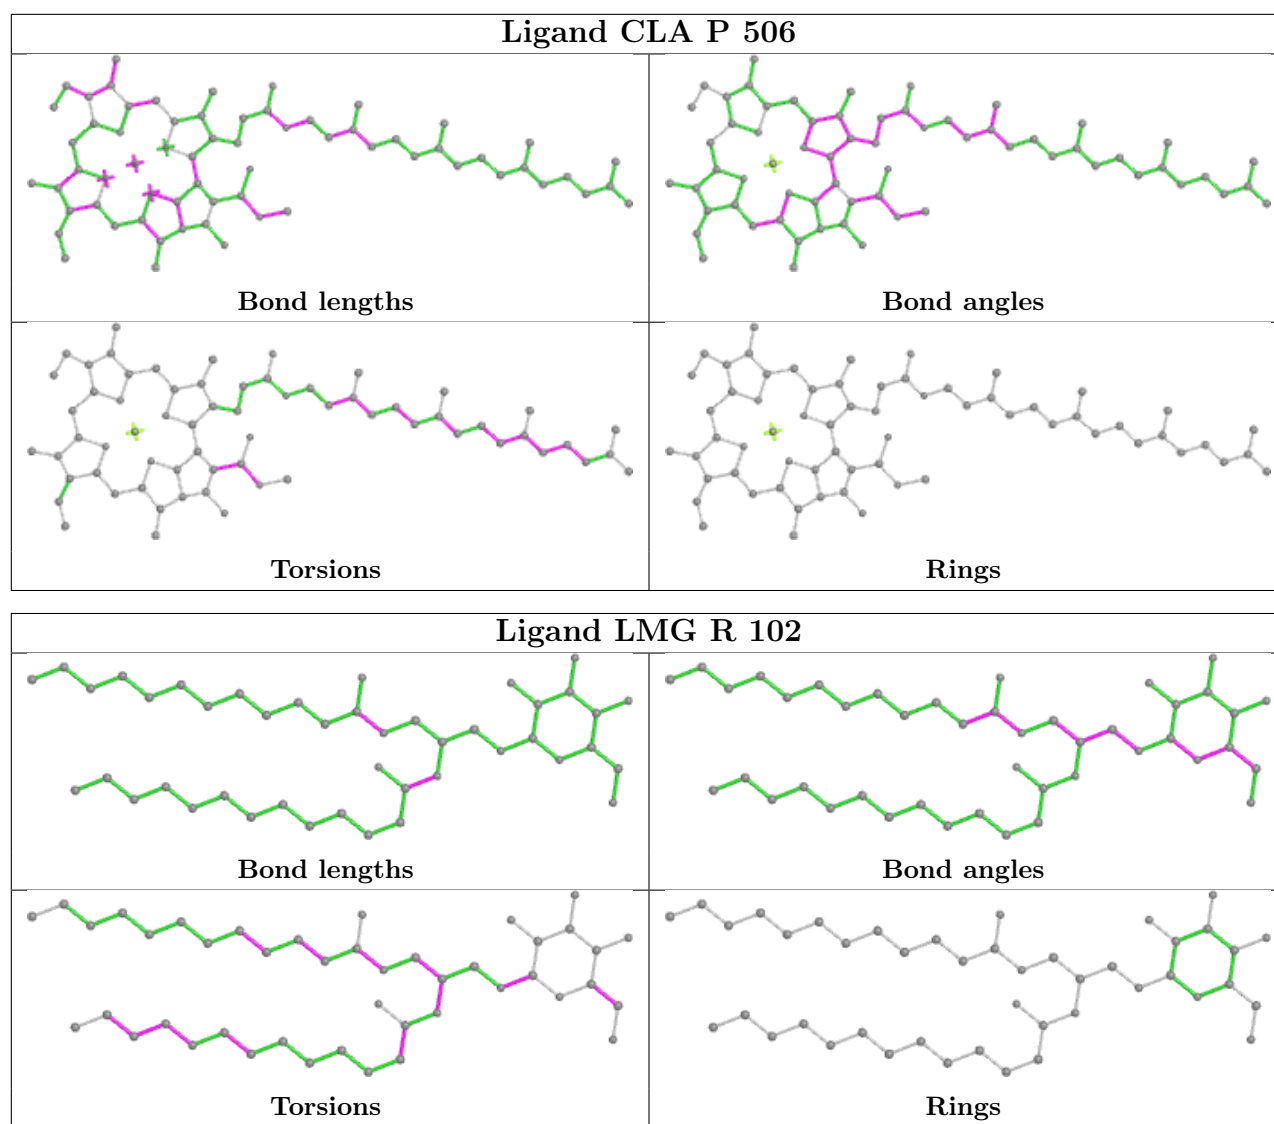 Ligand CLA P 506
Bond lengths
Bond angles
Torsions
Rings
Ligand LMG R 102
Bond lengths
Bond angles
Torsions
Rings